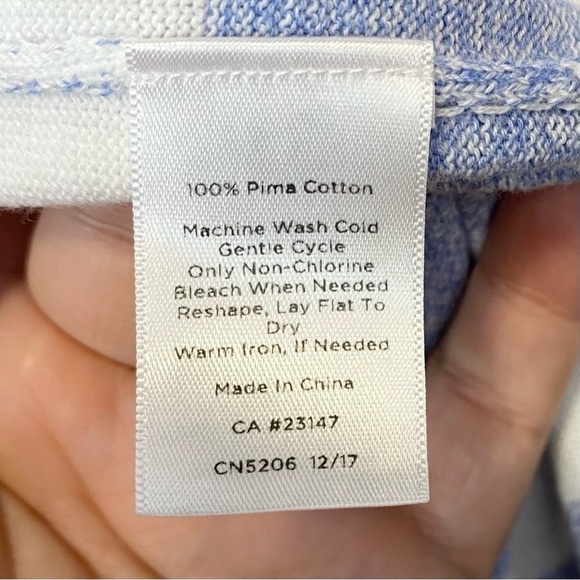 100% Pima Cotton
Machine Wash Cold
Gentle Cycle
Only Non-Chlorine
Bleach When Needed
Reshape, Lay Flat To
Dry
Warm Iron, If Needed
Made In China
CA #23147
CN5206 12/17